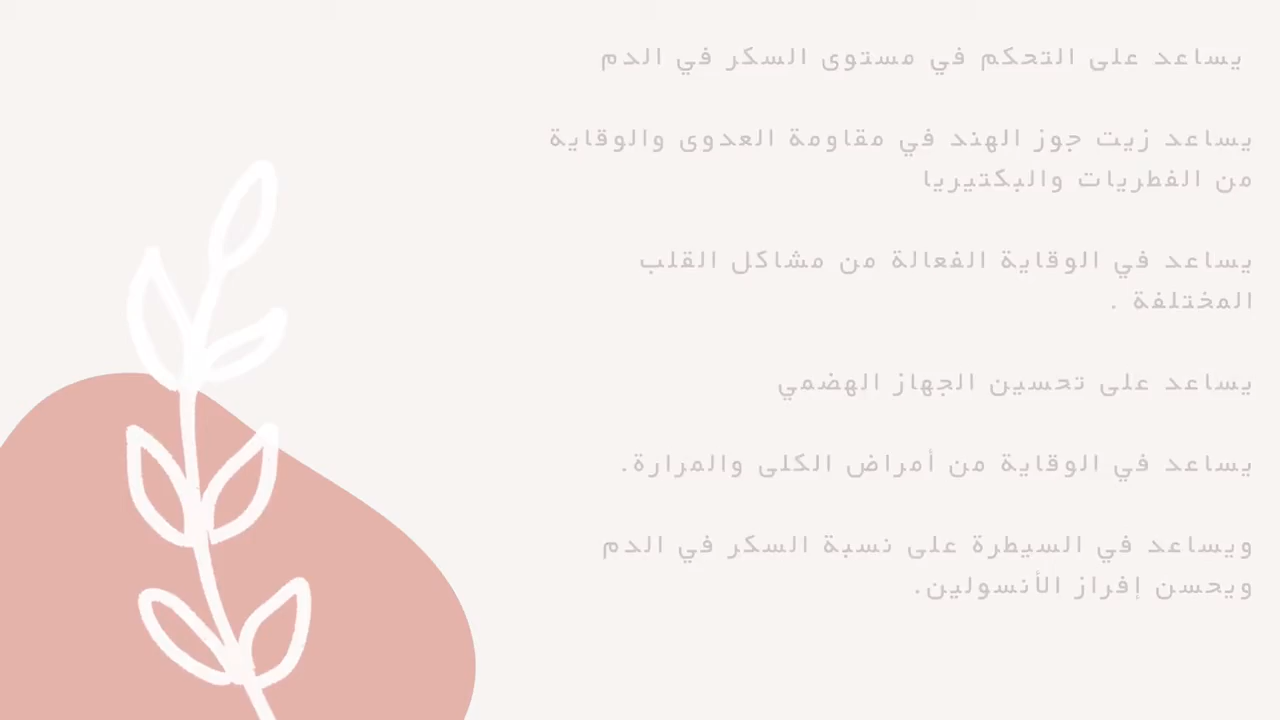 يساعد على التحكم في مستوى السكر في الدم
يساعد زيت جوز الهند في مقاومة العدوى والوقاية
من الفطريات والبكتيريا
يساعد في الوقاية الفعالة من مشاكل القلب
المختلفة .
يساعد على تحسين الجهاز الهضمي
يساعد في الوقاية من أمراض الكلى والمرارة.
ويساعد في السيطرة على نسبة السكر في الدم
ويحسن إفراز الأنسولين.